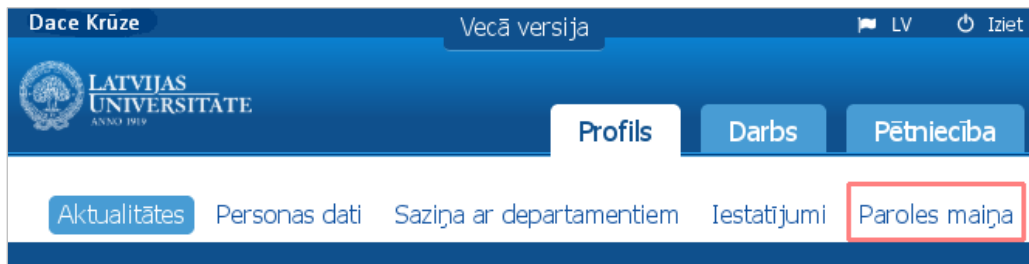 Dace Krūze Vecā versija LV Iziet
LATVIJAS
UNIVERSITĀTE
ANNO 1919
Profils Darbs Pētniecība
Aktualitātes Personas dati Saziņa ar departamentiem Iestatījumi Paroles maiņa